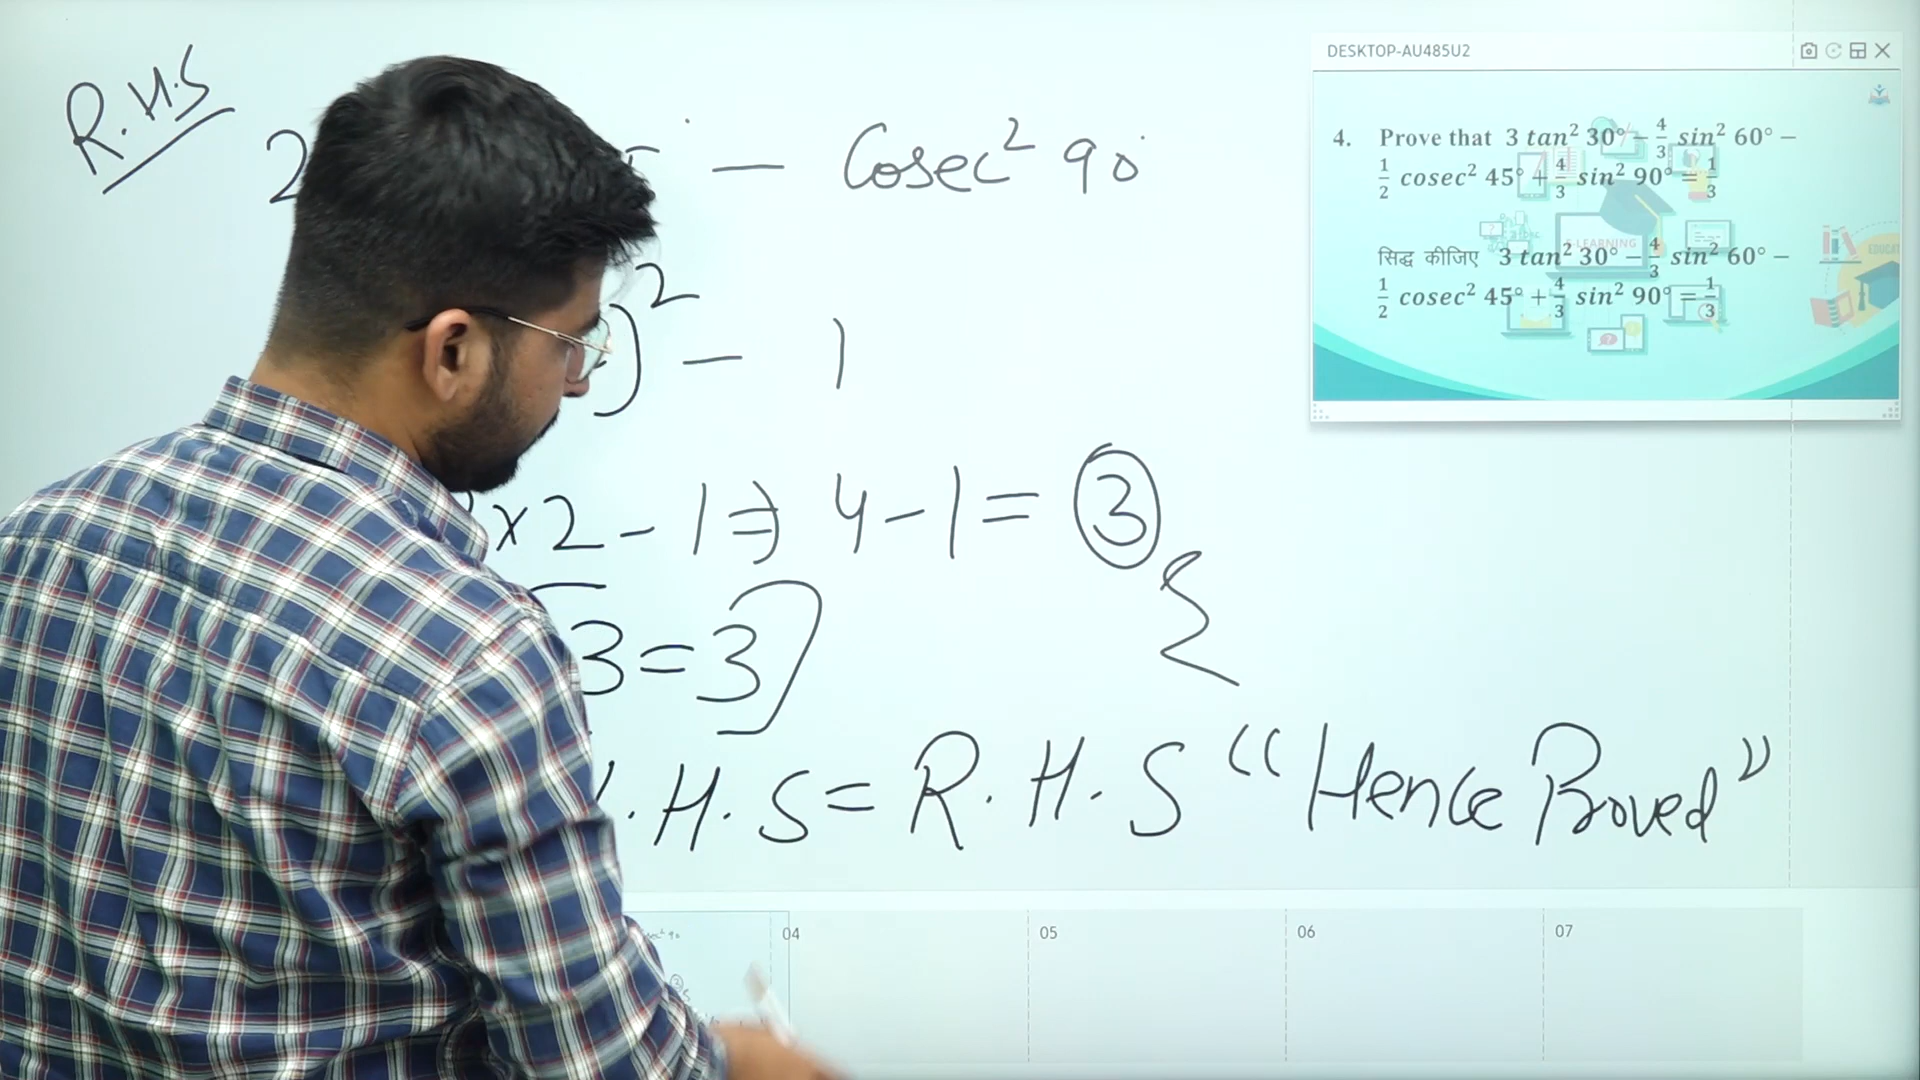 R.H.S
2 - Cosec² 90°
)² - 1
×2 - 1 ⇒ 4 - 1 = 3
3 = 3
.H.S = R.H.S “Hence Proved”
DESKTOP-AU485U2
4. Prove that 3 tan² 30° - 4/3 sin² 60° -
1/2 cosec² 45° + 4/3 sin² 90° = 1/3
E-LEARNING
EDUCAT
सिद्ध कीजिए 3 tan² 30° - 4/3 sin² 60° -
1/2 cosec² 45° + 4/3 sin² 90° = 1/3
04 05 06 07